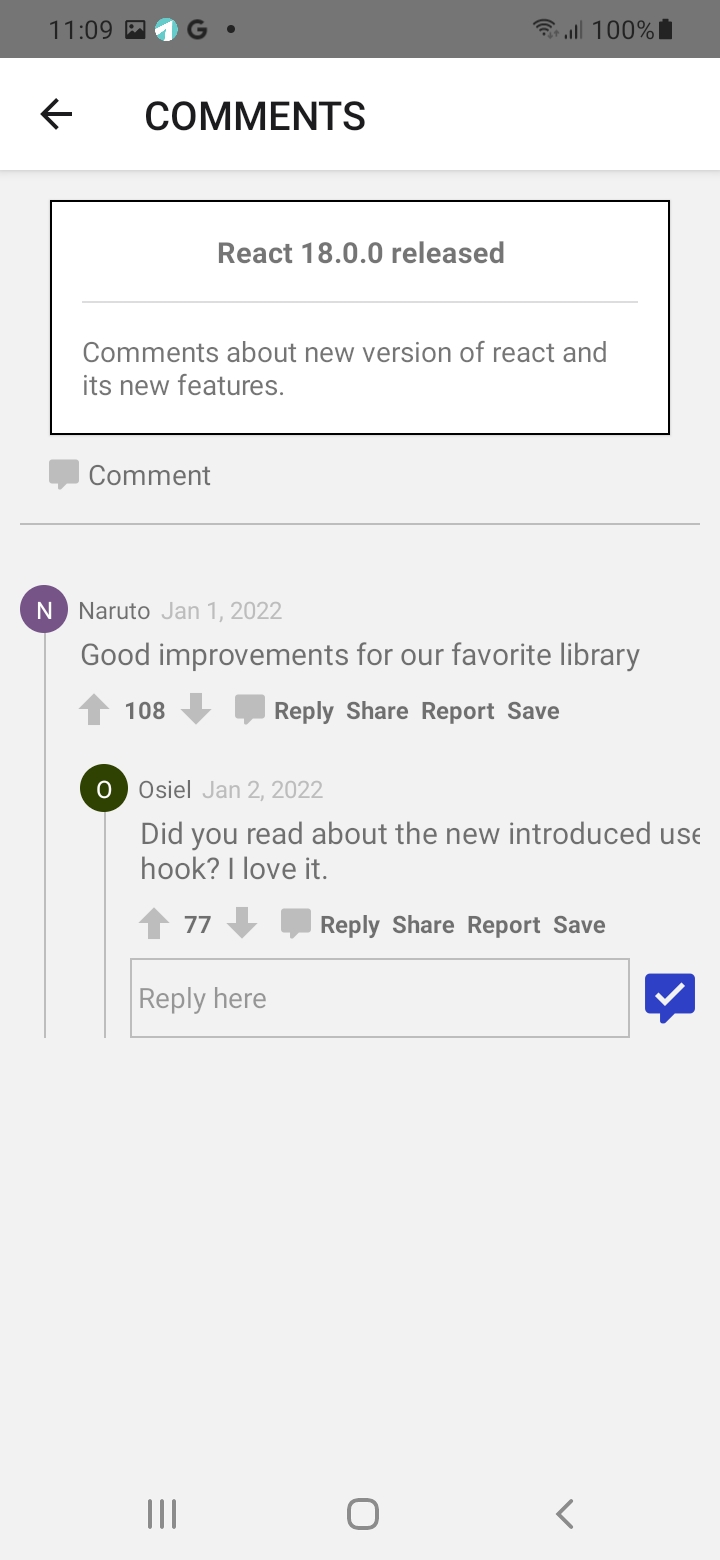 11:09 G 100%
COMMENTS
React 18.0.0 released
Comments about new version of react and
its new features.
Comment
N Naruto Jan 1, 2022
Good improvements for our favorite library
108 Reply Share Report Save
O Osiel Jan 2, 2022
Did you read about the new introduced use
hook? I love it.
77 Reply Share Report Save
Reply here